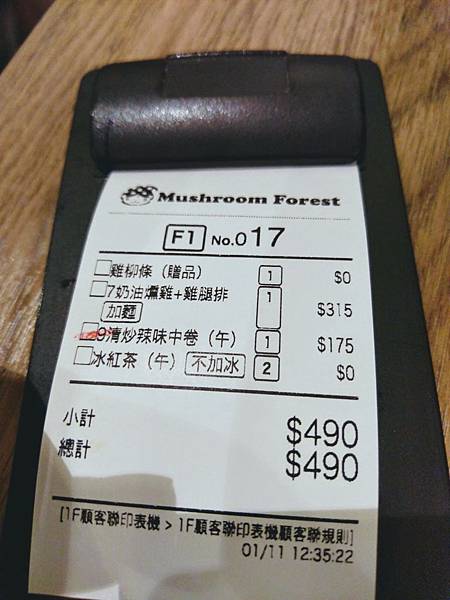 Mushroom Forest
F1 No.017
雞柳條（贈品） 1 $0
7奶油燻雞+雞腿排 1 $315
加麵
9清炒辣味中卷（午） 1 $175
冰紅茶（午） 不加冰 2 $0
小計 $490
總計 $490
[1F顧客聯印表機 > 1F顧客聯印表機顧客聯規則]
01/11 12:35:22